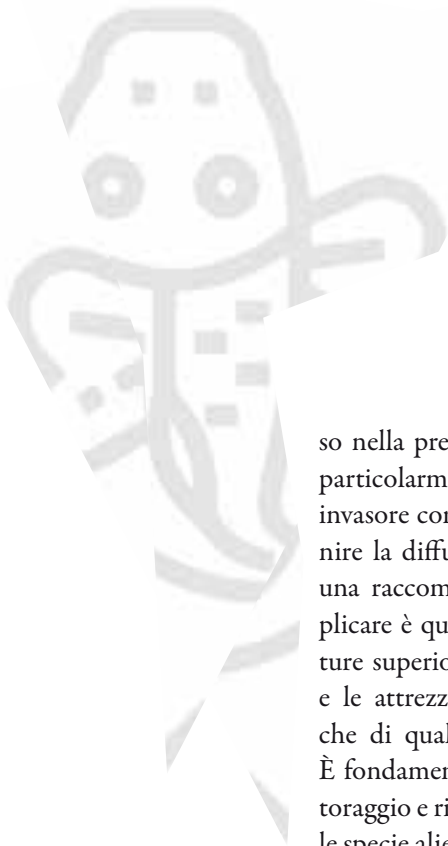 so nella pre
particolarm
invasore con
nire la diffu
una raccom
plicare è qu
ture superio
e le attrezz
che di qual
È fondamen
toraggio e ri
le specie alie